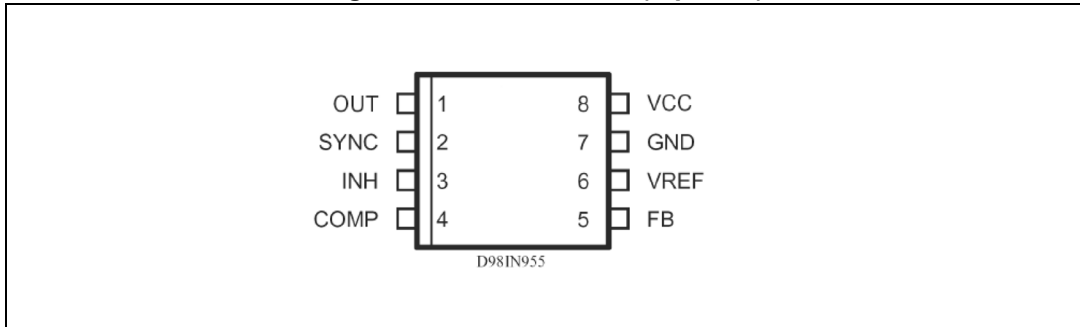 OUT 1 8 VCC
SYNC 2 7 GND
INH 3 6 VREF
COMP 4 5 FB
D98IN955